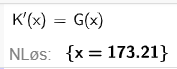 K′(x) = G(x)
NLøs: {x = 173.21}